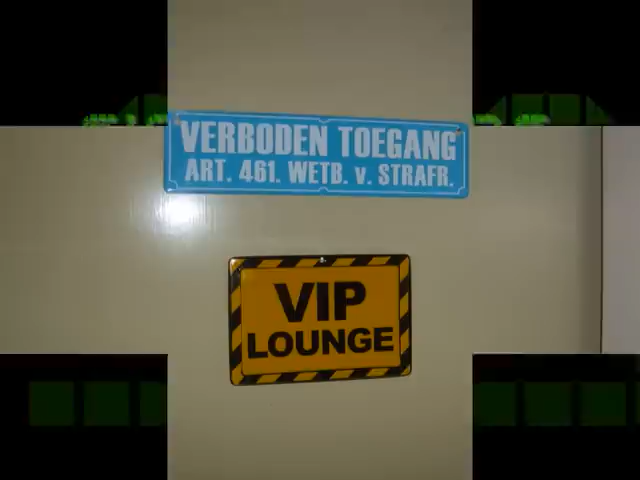 VERBODEN TOEGANG
ART. 461. WETB. v. STRAFR.
VIP
LOUNGE